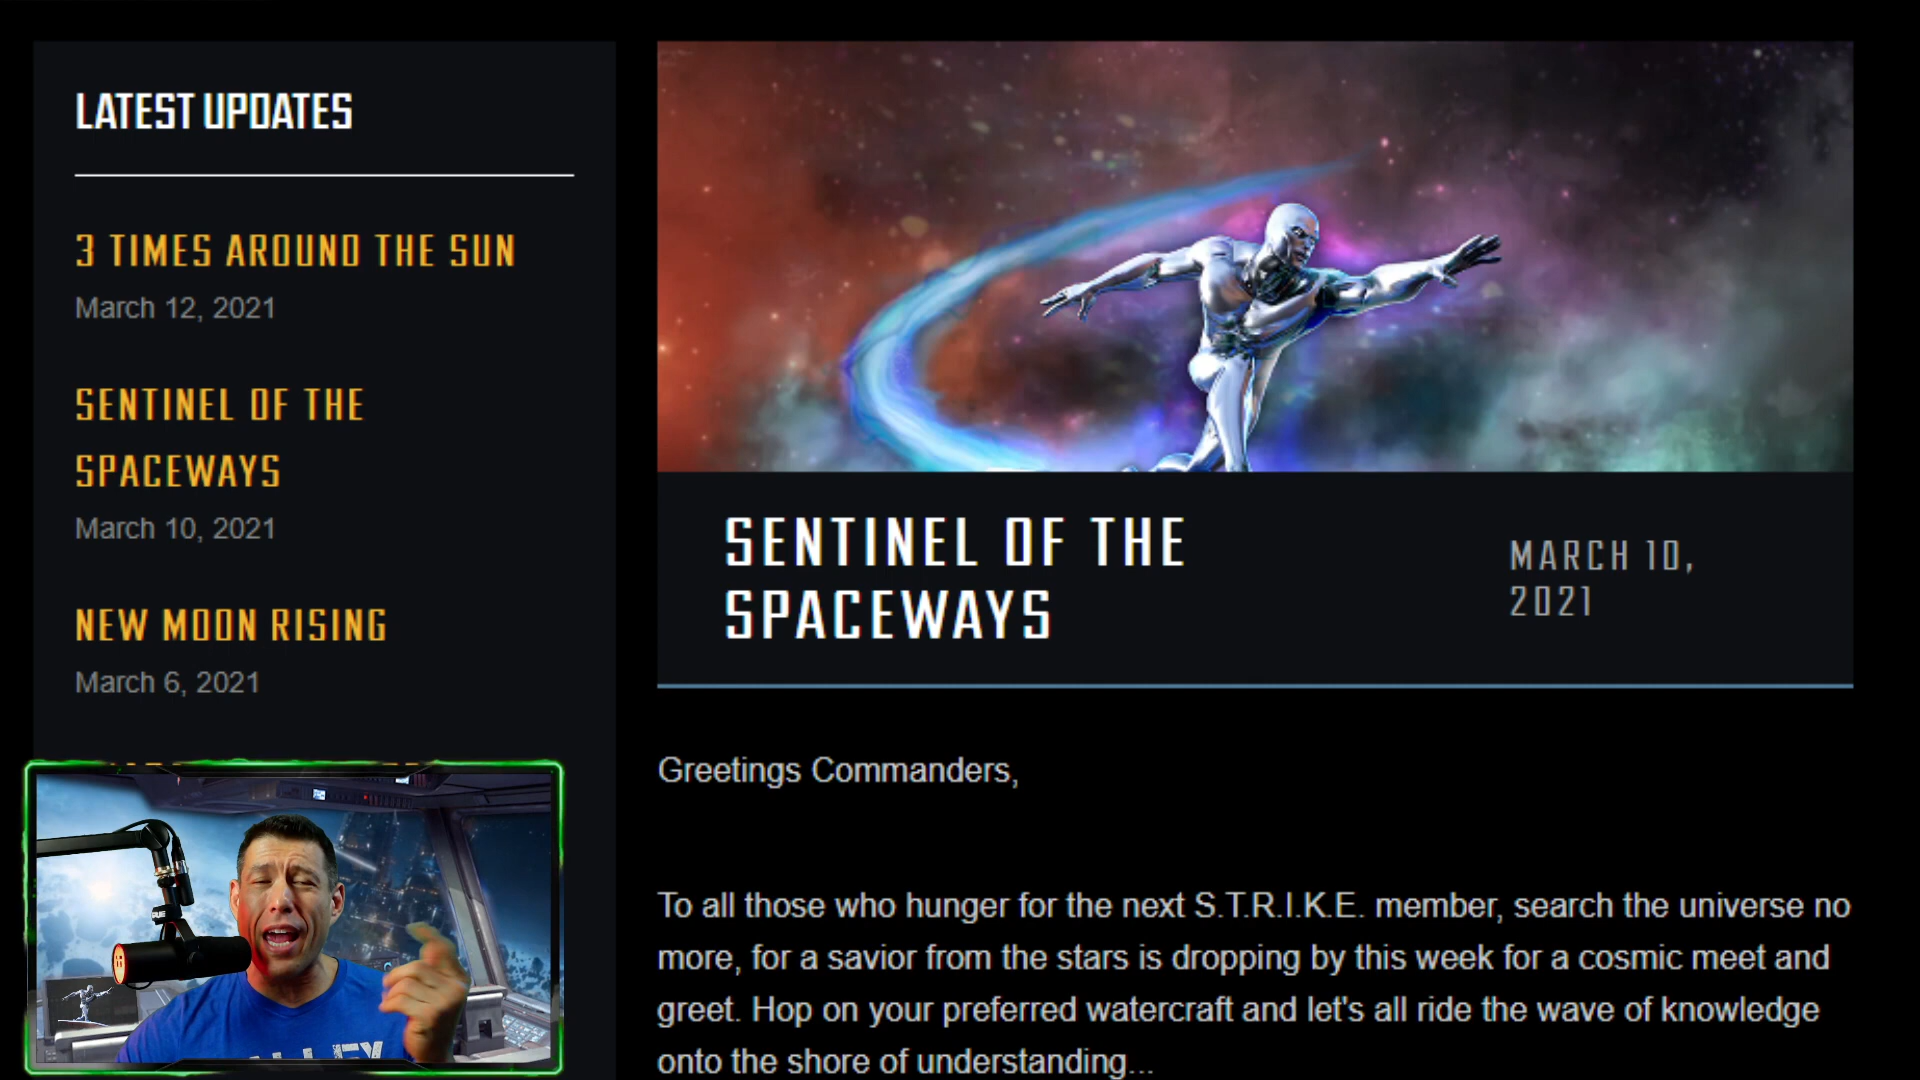 LATEST UPDATES
3 TIMES AROUND THE SUN
March 12, 2021
SENTINEL OF THE
SPACEWAYS
March 10, 2021
NEW MOON RISING
March 6, 2021
SENTINEL OF THE
SPACEWAYS
MARCH 10,
2021
Greetings Commanders,
To all those who hunger for the next S.T.R.I.K.E. member, search the universe no
more, for a savior from the stars is dropping by this week for a cosmic meet and
greet. Hop on your preferred watercraft and let's all ride the wave of knowledge
onto the shore of understanding...